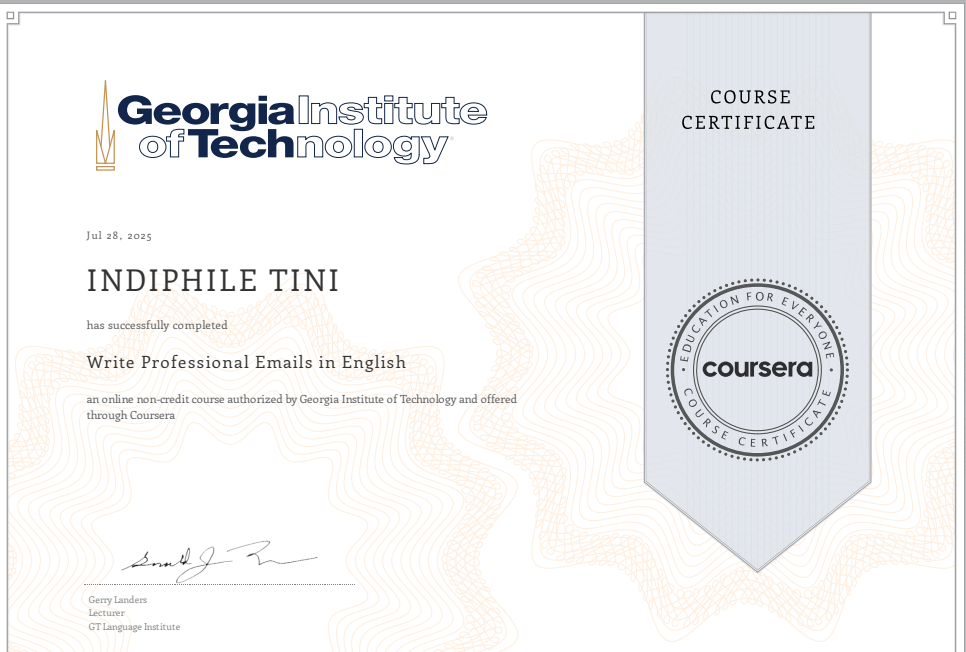 Georgia Institute
of Technology
COURSE
CERTIFICATE
Jul 28, 2025
INDIPHILE TINI
has successfully completed
Write Professional Emails in English
an online non-credit course authorized by Georgia Institute of Technology and offered
through Coursera
EDUCATION FOR EVERYONE
coursera
COURSE CERTIFICATE
Gerry Landers
Lecturer
GT Language Institute